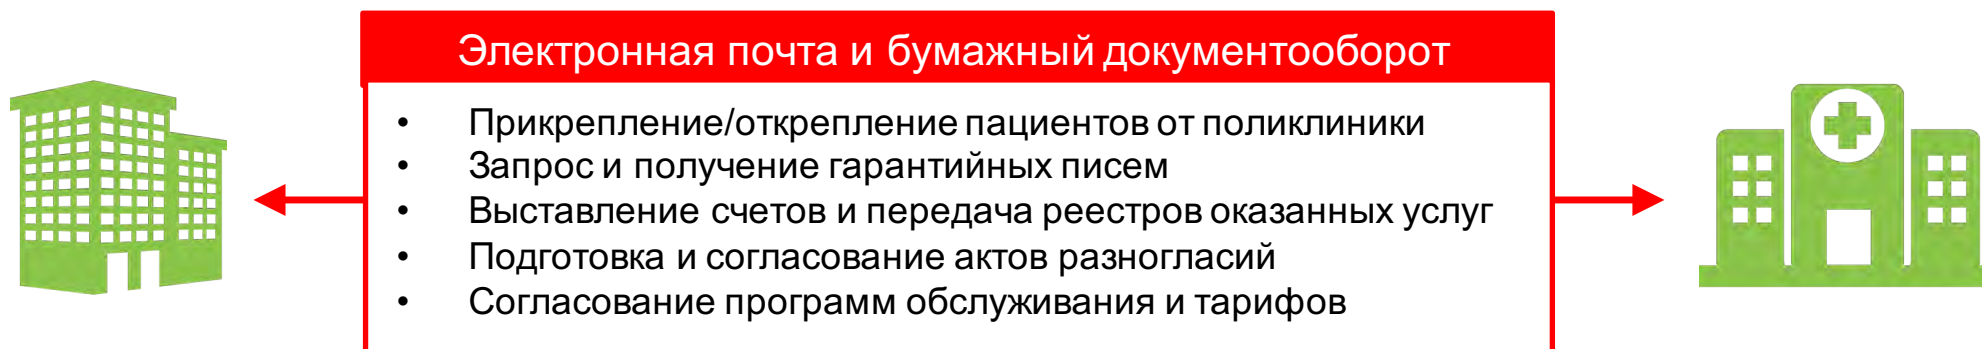 Электронная почта и бумажный документооборот
• Прикрепление/открепление пациентов от поликлиники
• Запрос и получение гарантийных писем
• Выставление счетов и передача реестров оказанных услуг
• Подготовка и согласование актов разногласий
• Согласование программ обслуживания и тарифов